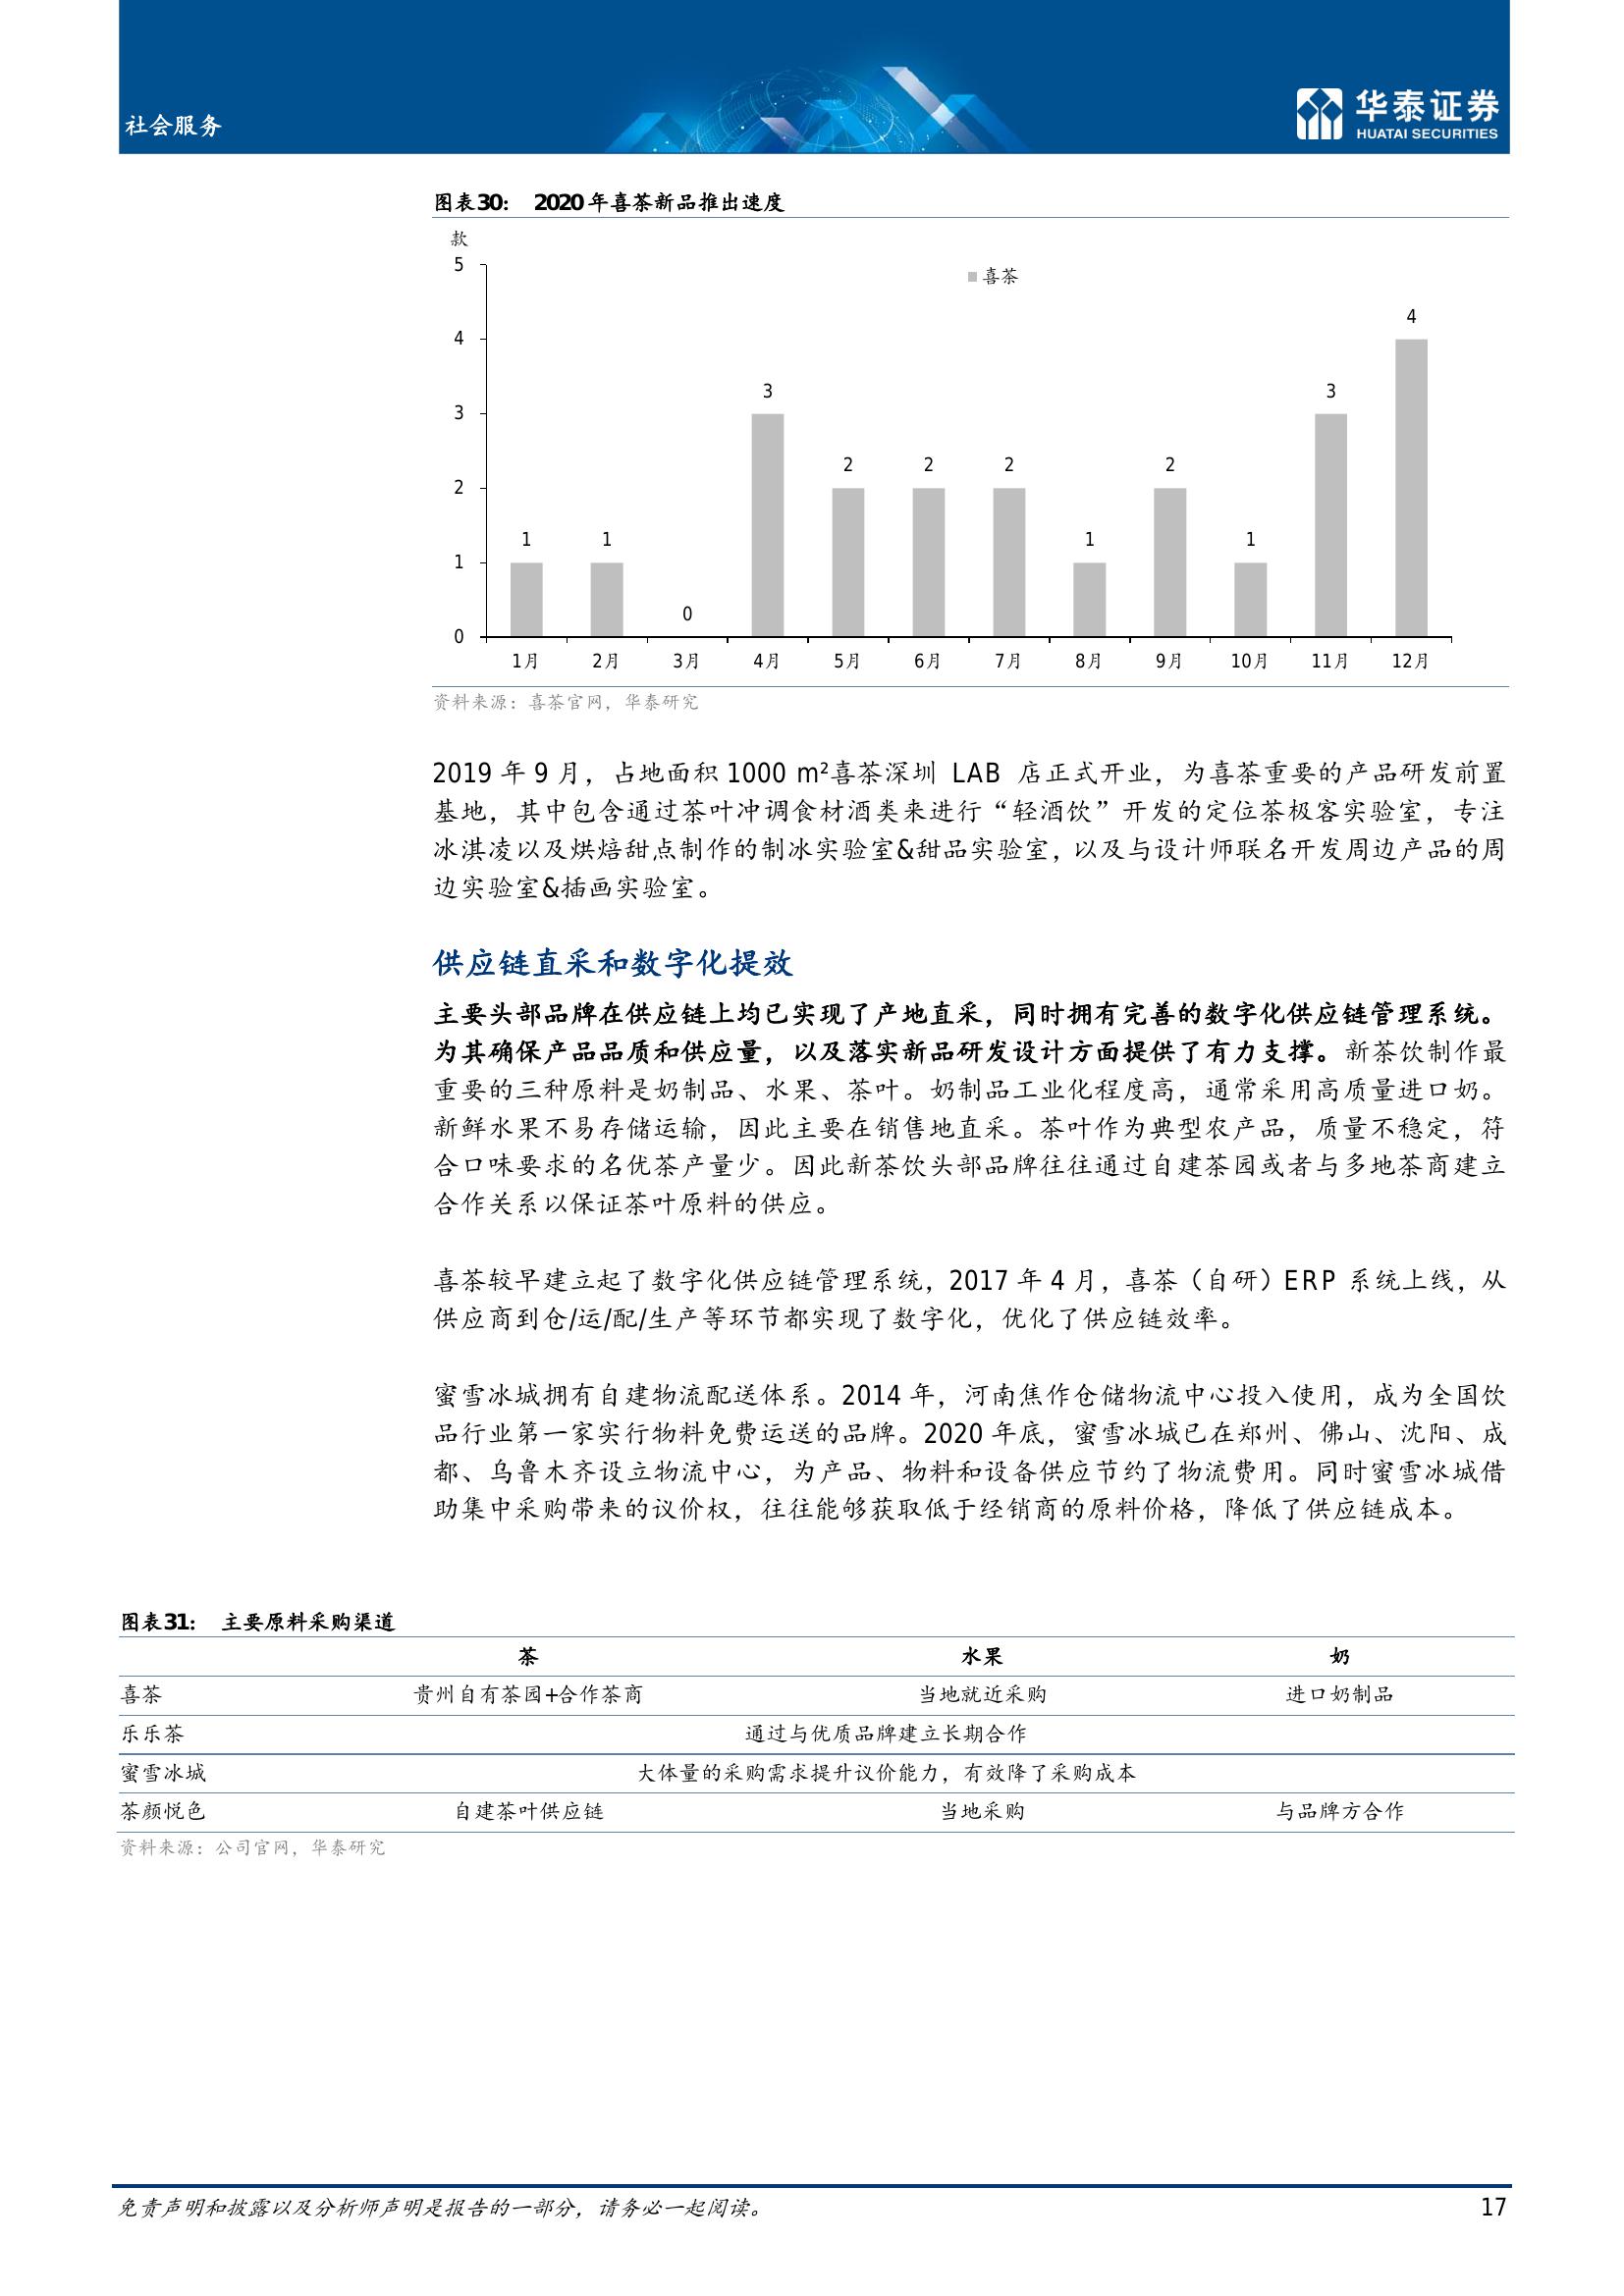 社会服务
华泰证券
HUATAI SECURITIES
图表30： 2020年喜茶新品推出速度
款
喜茶
5
4
3
2
1
0
1
1
0
3
2
2
2
1
2
1
3
4
1月 2月 3月 4月 5月 6月 7月 8月 9月 10月 11月 12月
资料来源：喜茶官网，华泰研究
2019 年 9 月，占地面积 1000 m²喜茶深圳 LAB 店正式开业，为喜茶重要的产品研发前置
基地，其中包含通过茶叶冲调食材酒类来进行“轻酒饮”开发的定位茶极客实验室，专注
冰淇凌以及烘焙甜点制作的制冰实验室&甜品实验室，以及与设计师联名开发周边产品的周
边实验室&插画实验室。
供应链直采和数字化提效
主要头部品牌在供应链上均已实现了产地直采，同时拥有完善的数字化供应链管理系统。
为其确保产品品质和供应量，以及落实新品研发设计方面提供了有力支撑。新茶饮制作最
重要的三种原料是奶制品、水果、茶叶。奶制品工业化程度高，通常采用高质量进口奶。
新鲜水果不易存储运输，因此主要在销售地直采。茶叶作为典型农产品，质量不稳定，符
合口味要求的名优茶产量少。因此新茶饮头部品牌往往通过自建茶园或者与多地茶商建立
合作关系以保证茶叶原料的供应。
喜茶较早建立起了数字化供应链管理系统，2017 年 4 月，喜茶（自研）ERP 系统上线，从
供应商到仓/运/配/生产等环节都实现了数字化，优化了供应链效率。
蜜雪冰城拥有自建物流配送体系。2014 年，河南焦作仓储物流中心投入使用，成为全国饮
品行业第一家实行物料免费运送的品牌。2020 年底，蜜雪冰城已在郑州、佛山、沈阳、成
都、乌鲁木齐设立物流中心，为产品、物料和设备供应节约了物流费用。同时蜜雪冰城借
助集中采购带来的议价权，往往能够获取低于经销商的原料价格，降低了供应链成本。
图表31： 主要原料采购渠道
茶 水果 奶
喜茶 贵州自有茶园+合作茶商 当地就近采购 进口奶制品
乐乐茶 通过与优质品牌建立长期合作
蜜雪冰城 大体量的采购需求提升议价能力，有效降了采购成本
茶颜悦色 自建茶叶供应链 当地采购 与品牌方合作
资料来源：公司官网，华泰研究
免责声明和披露以及分析师声明是报告的一部分，请务必一起阅读。 17